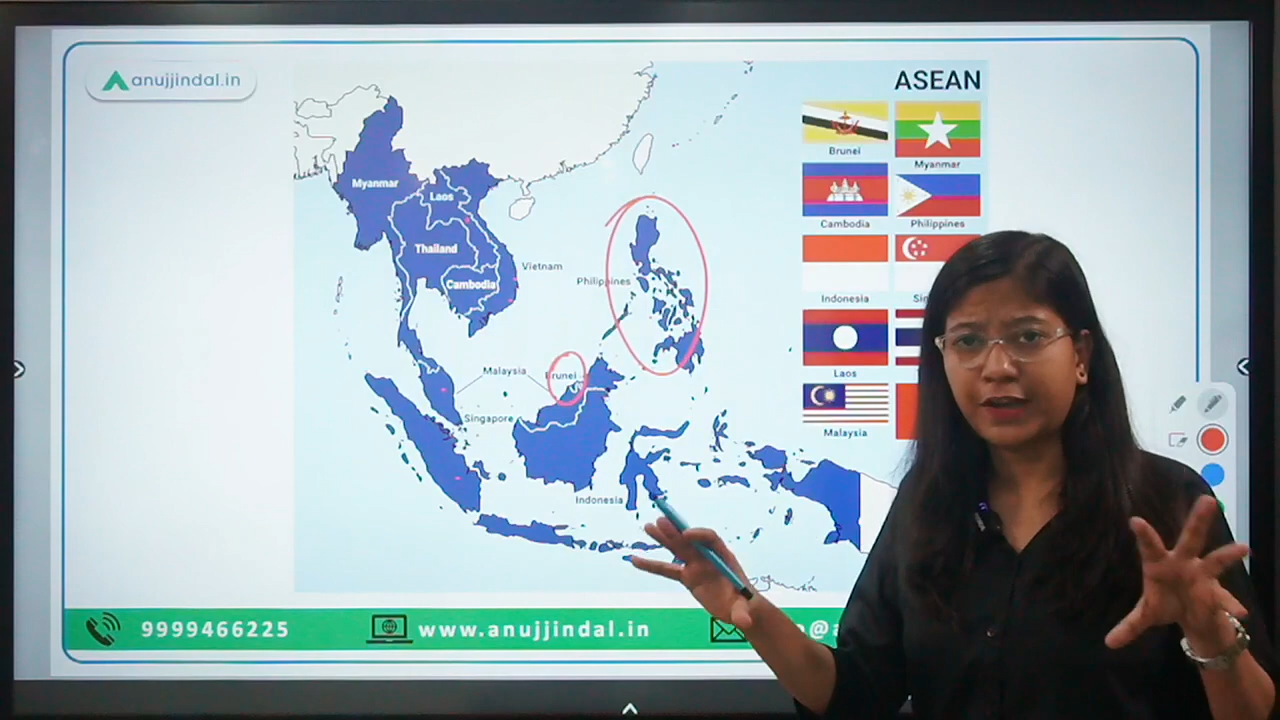 anujjindal.in
ASEAN
Brunei
Myanmar
Cambodia
Philippines
Indonesia
Laos
Malaysia
Myanmar
Laos
Thailand
Vietnam
Cambodia
Philippines
Malaysia
Brunei
Singapore
Indonesia
9999466225
www.anujjindal.in